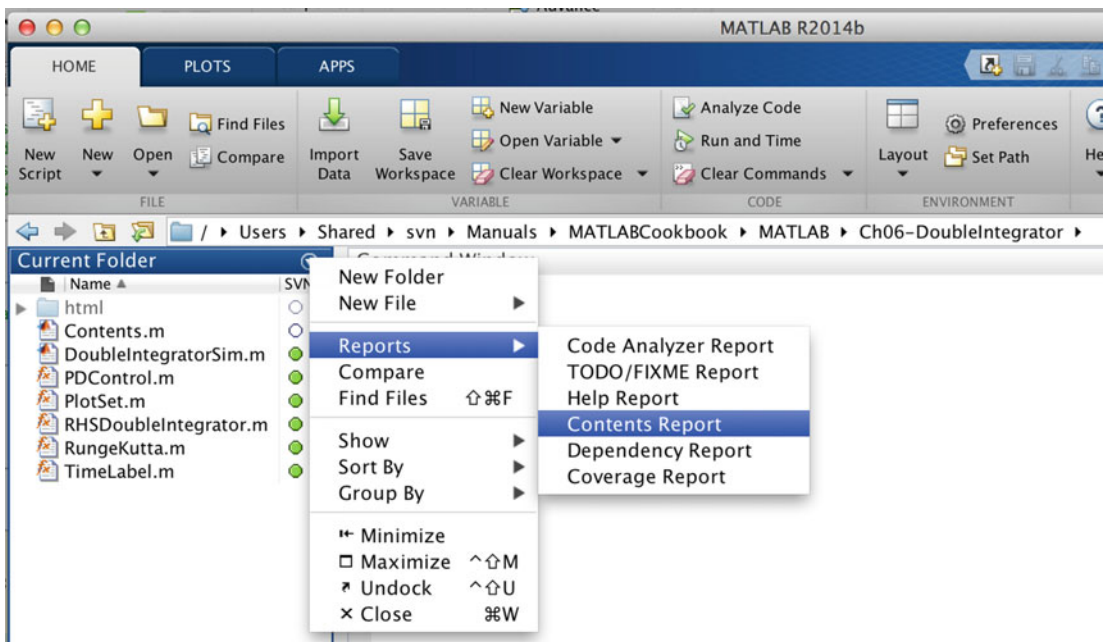 Advance
MATLAB R2014b
HOME PLOTS APPS
New Script
New
Open
Find Files
Compare
Import Data
Save Workspace
New Variable
Open Variable
Clear Workspace
Analyze Code
Run and Time
Clear Commands
Layout
Preferences
Set Path
FILE VARIABLE CODE ENVIRONMENT
/ Users Shared svn Manuals MATLABCookbook MATLAB Ch06-DoubleIntegrator
Current Folder
Command Window
Name SVN
html
Contents.m
DoubleIntegratorSim.m
PDControl.m
PlotSet.m
RHSDoubleIntegrator.m
RungeKutta.m
TimeLabel.m
New Folder
New File
Reports
Compare
Find Files ⇧⌘F
Show
Sort By
Group By
Minimize
Maximize ^⇧M
Undock ^⇧U
Close ⌘W
Code Analyzer Report
TODO/FIXME Report
Help Report
Contents Report
Dependency Report
Coverage Report